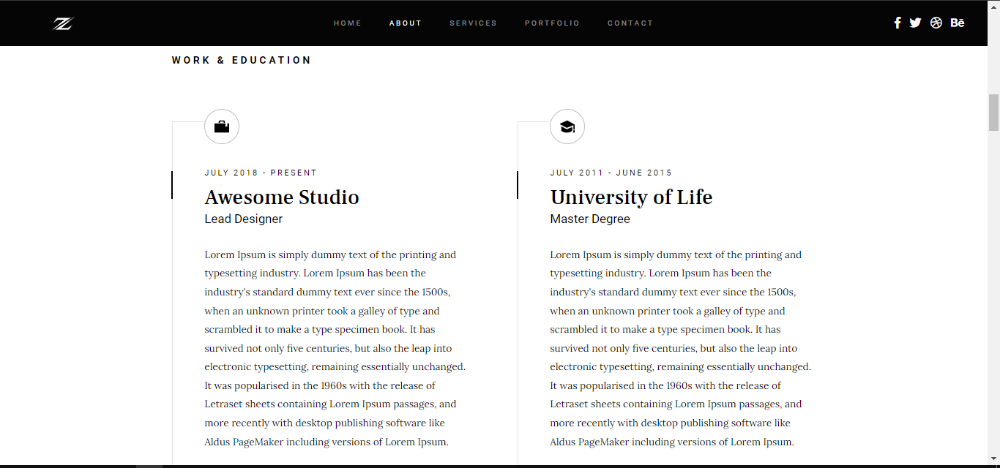 Z
HOME
ABOUT
SERVICES
PORTFOLIO
CONTACT
Bē
WORK & EDUCATION
JULY 2018 - PRESENT
Awesome Studio
Lead Designer
Lorem Ipsum is simply dummy text of the printing and
typesetting industry. Lorem Ipsum has been the
industry's standard dummy text ever since the 1500s,
when an unknown printer took a galley of type and
scrambled it to make a type specimen book. It has
survived not only five centuries, but also the leap into
electronic typesetting, remaining essentially unchanged.
It was popularised in the 1960s with the release of
Letraset sheets containing Lorem Ipsum passages, and
more recently with desktop publishing software like
Aldus PageMaker including versions of Lorem Ipsum.
JULY 2011 - JUNE 2015
University of Life
Master Degree
Lorem Ipsum is simply dummy text of the printing and
typesetting industry. Lorem Ipsum has been the
industry's standard dummy text ever since the 1500s,
when an unknown printer took a galley of type and
scrambled it to make a type specimen book. It has
survived not only five centuries, but also the leap into
electronic typesetting, remaining essentially unchanged.
It was popularised in the 1960s with the release of
Letraset sheets containing Lorem Ipsum passages, and
more recently with desktop publishing software like
Aldus PageMaker including versions of Lorem Ipsum.